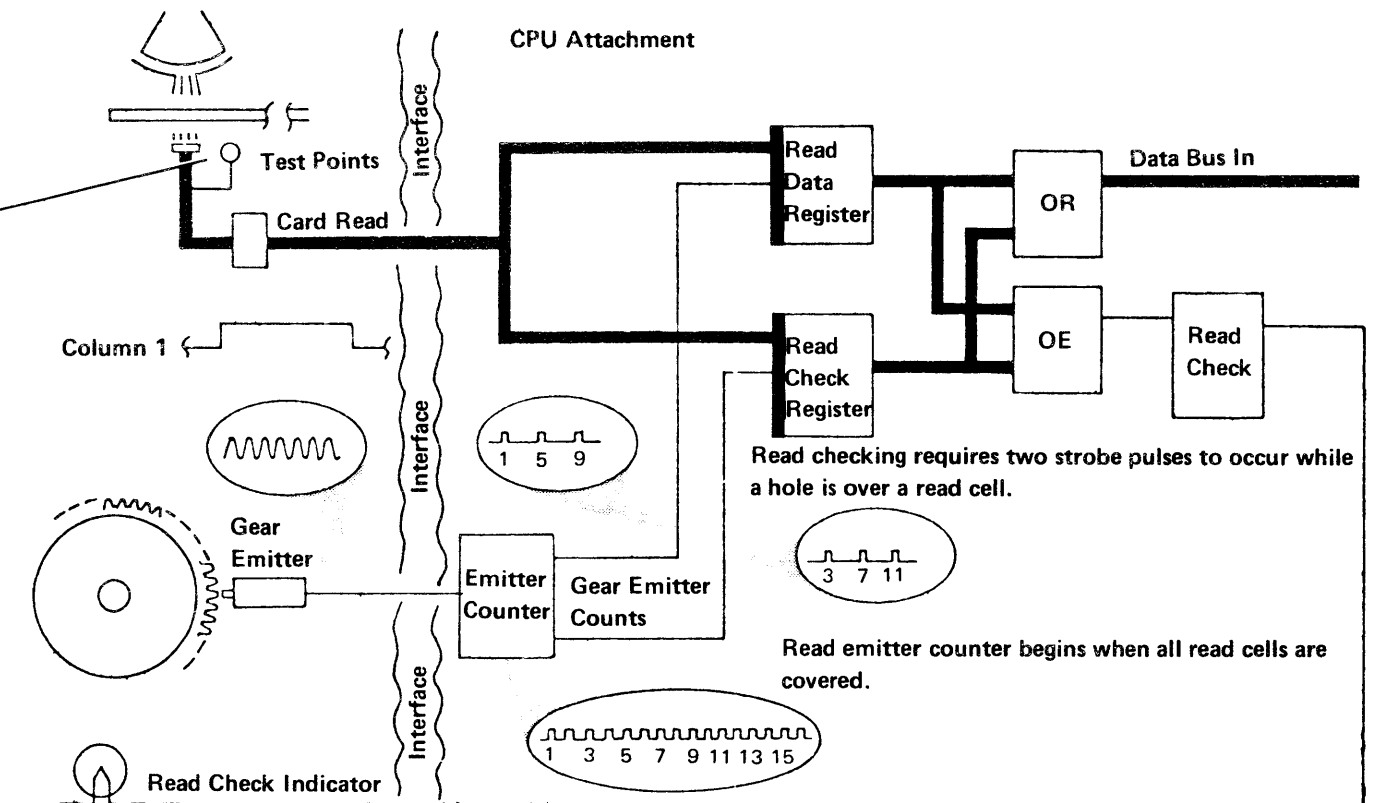 CPU Attachment
Interface
Test Points
Card Read
Read
Data
Register
OR
Data Bus In
Column 1
Read
Check
Register
OE
Read
Check
Interface
1 5 9
Read checking requires two strobe pulses to occur while
a hole is over a read cell.
Gear
Emitter
Emitter
Counter
Gear Emitter
Counts
3 7 11
Read emitter counter begins when all read cells are
covered.
Interface
1 3 5 7 9 11 13 15
Read Check Indicator